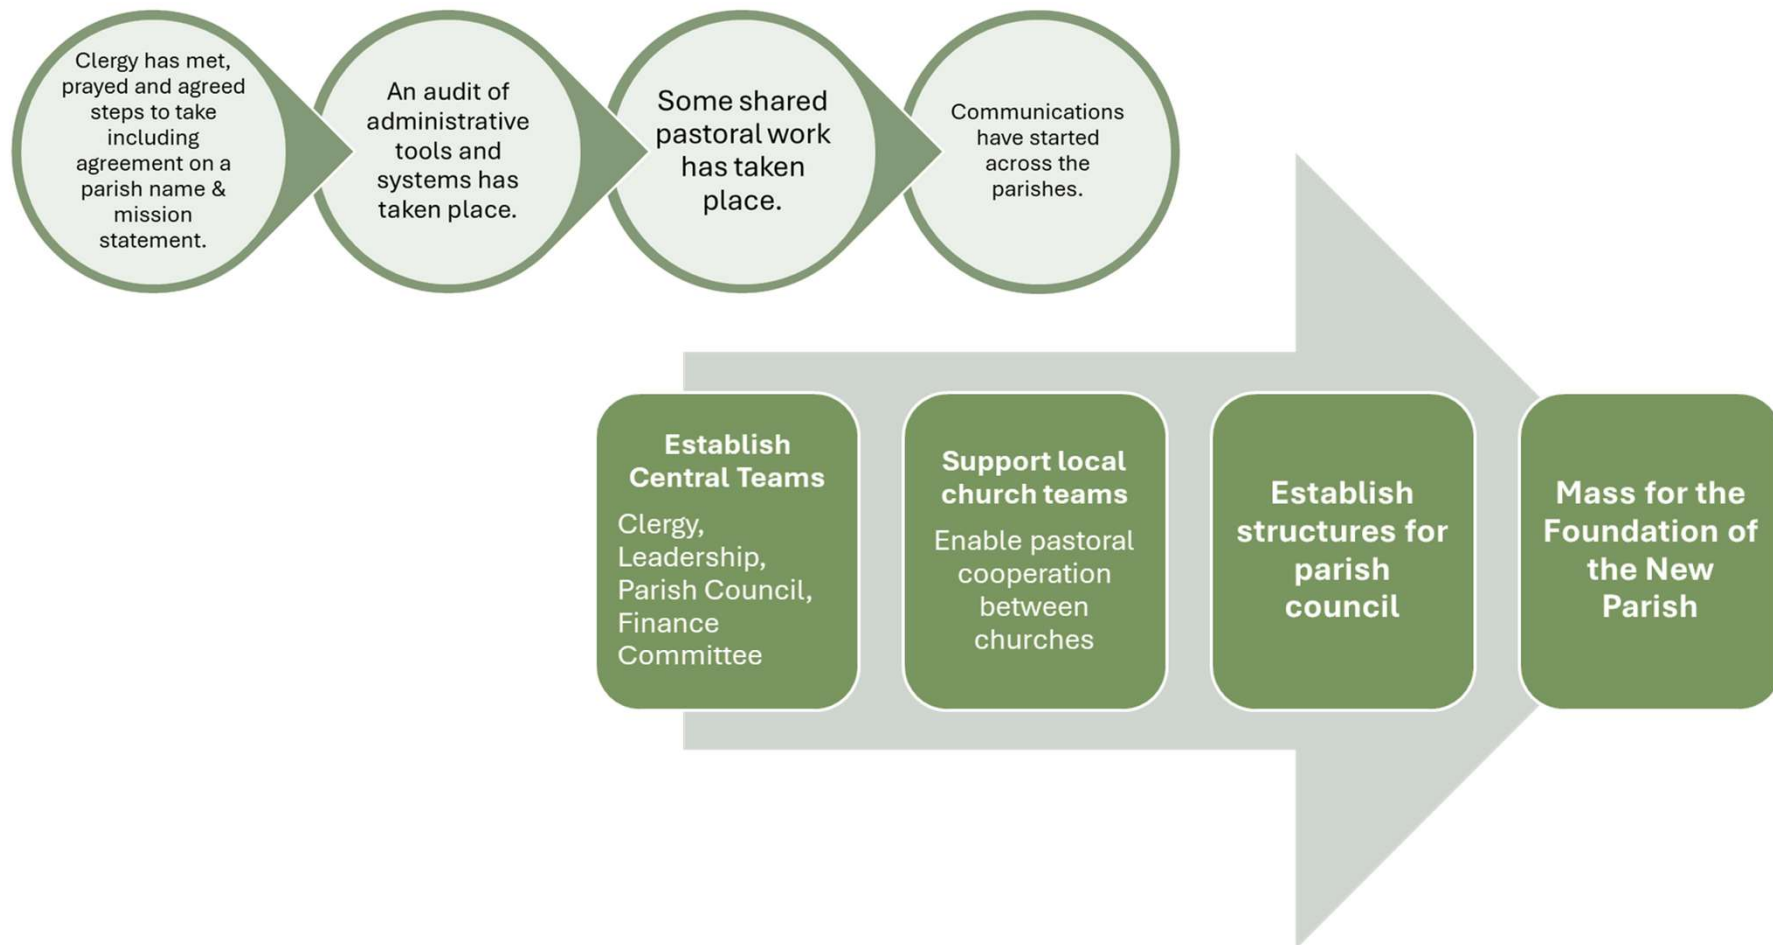 Clergy has met,
prayed and agreed
steps to take
including
agreement on a
parish name &
mission
statement.
An audit of
administrative
tools and
systems has
taken place.
Some shared
pastoral work
has taken
place.
Communications
have started
across the
parishes.
Establish
Central Teams
Clergy,
Leadership,
Parish Council,
Finance
Committee
Support local
church teams
Enable pastoral
cooperation
between
churches
Establish
structures for
parish
council
Mass for the
Foundation of
the New
Parish